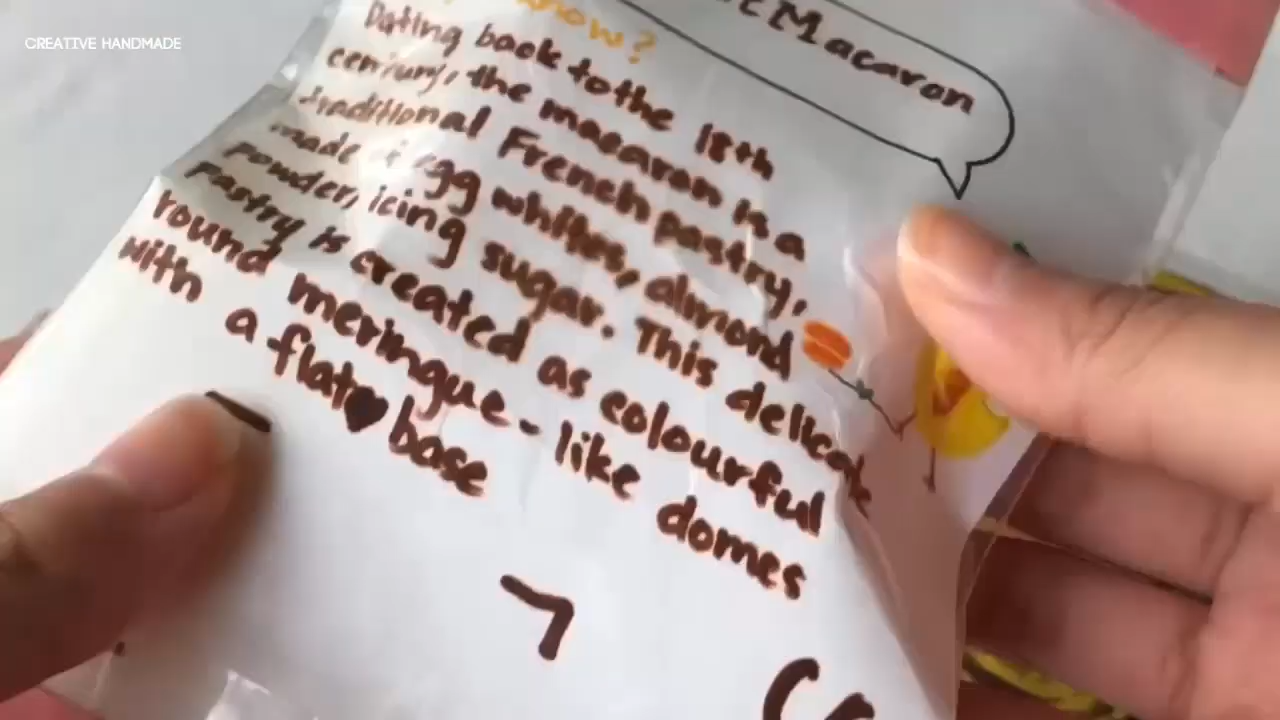 CREATIVE HANDMADE
Macaron
know?
Dating back to the 18th
century, the macaron is a
traditional French pastry,
made of egg whites, almond
powder, icing sugar. This delicate
Pastry is created as colourful
round meringue - like domes
with a flat base